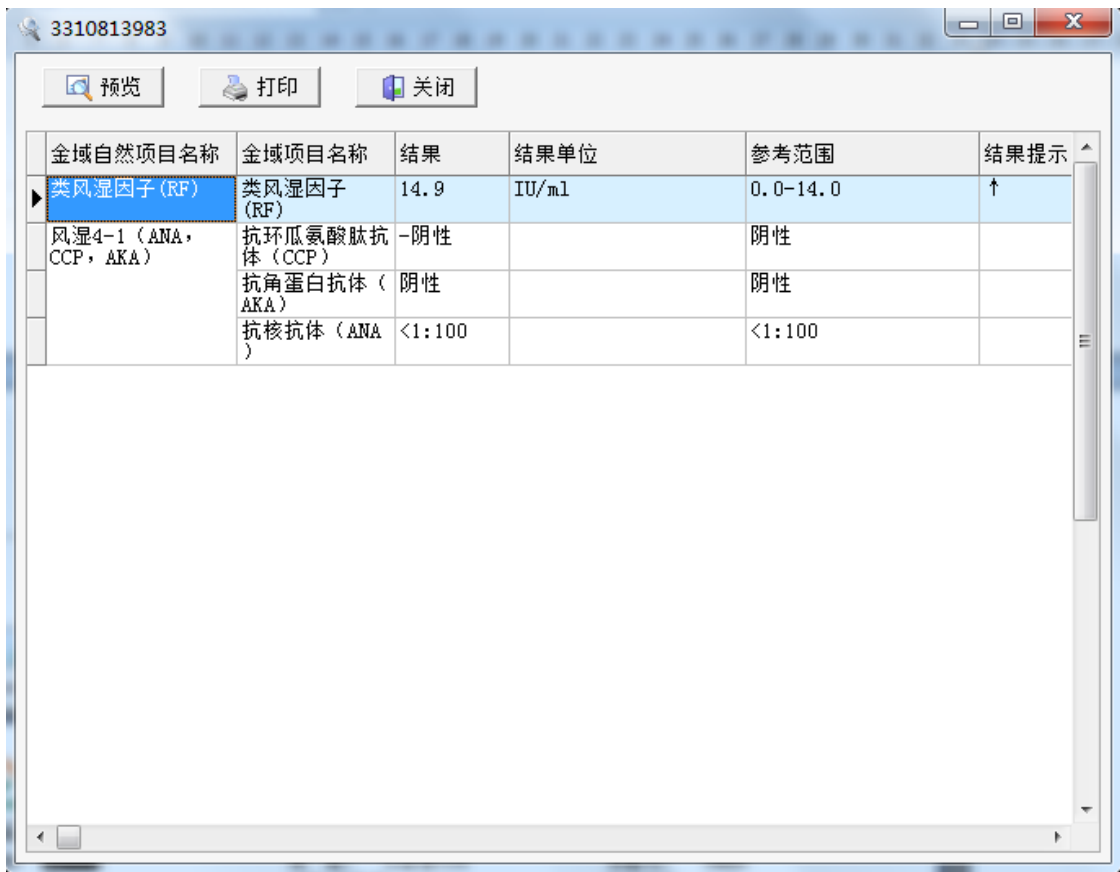 3310813983
预览 打印 关闭
金域自然项目名称 金域项目名称 结果 结果单位 参考范围 结果提示
类风湿因子(RF) 类风湿因子 14.9 IU/ml 0.0-14.0 ↑
(RF)
风湿4-1（ANA， 抗环瓜氨酸肽抗 -阴性 阴性
CCP，AKA） 体（CCP）
抗角蛋白抗体（ 阴性 阴性
AKA）
抗核抗体（ANA <1:100 <1:100
）